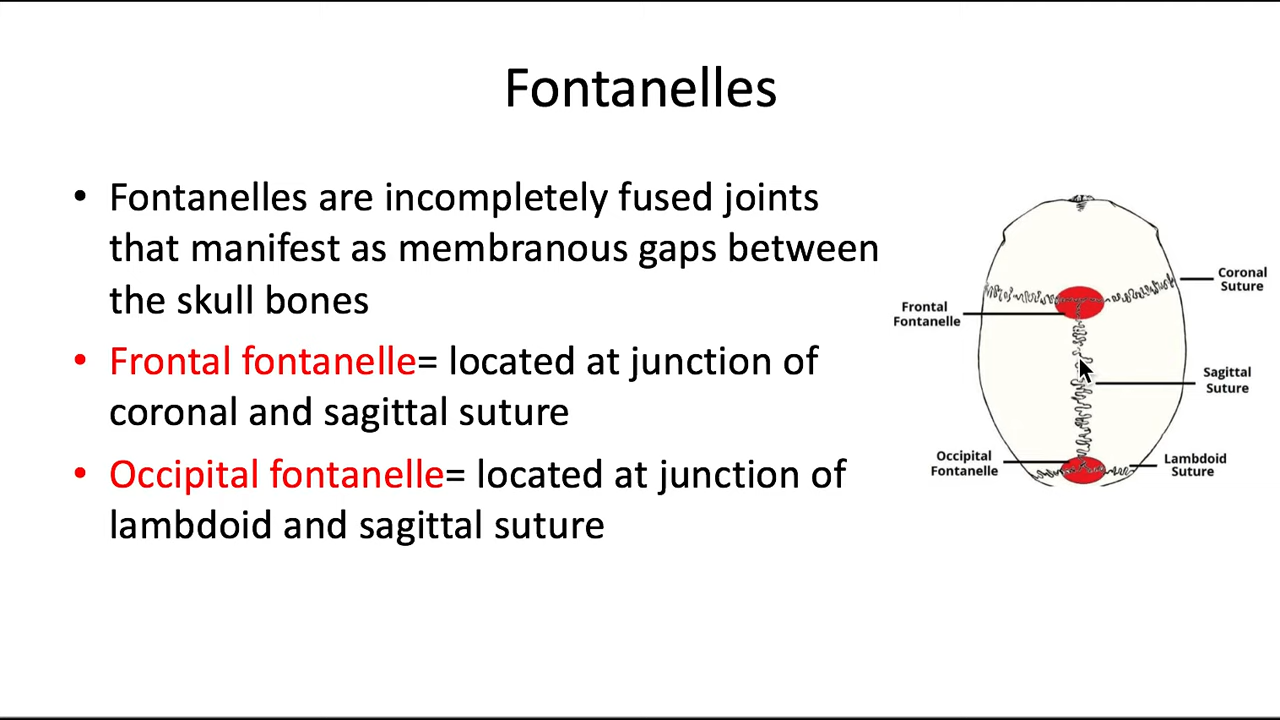 Fontanelles
• Fontanelles are incompletely fused joints
that manifest as membranous gaps between
the skull bones
• Frontal fontanelle= located at junction of
coronal and sagittal suture
• Occipital fontanelle= located at junction of
lambdoid and sagittal suture
Coronal
Suture
Frontal
Fontanelle
Sagittal
Suture
Occipital
Fontanelle
Lambdoid
Suture